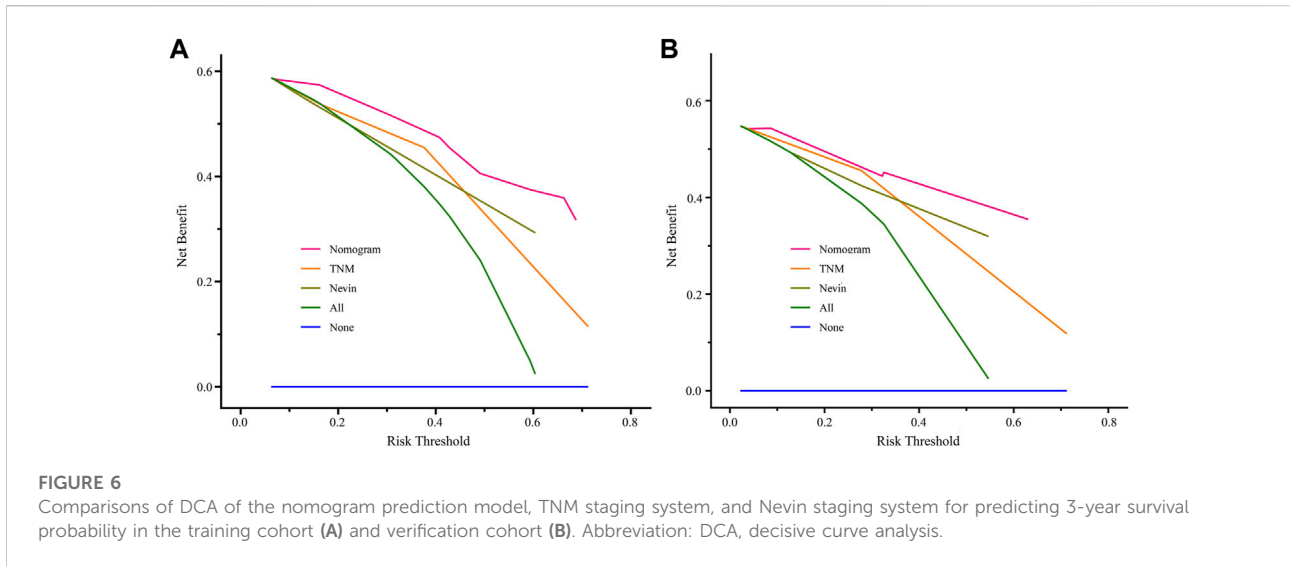 A
Net Benefit
0.6
0.4
0.2
0.0
Nomogram
TNM
Nevin
All
None
0.0 0.2 0.4 0.6 0.8
Risk Threshold
B
Net Benefit
0.6
0.4
0.2
0.0
Nomogram
TNM
Nevin
All
None
0.0 0.2 0.4 0.6 0.8
Risk Threshold
FIGURE 6
Comparisons of DCA of the nomogram prediction model, TNM staging system, and Nevin staging system for predicting 3-year survival
probability in the training cohort (A) and verification cohort (B). Abbreviation: DCA, decisive curve analysis.